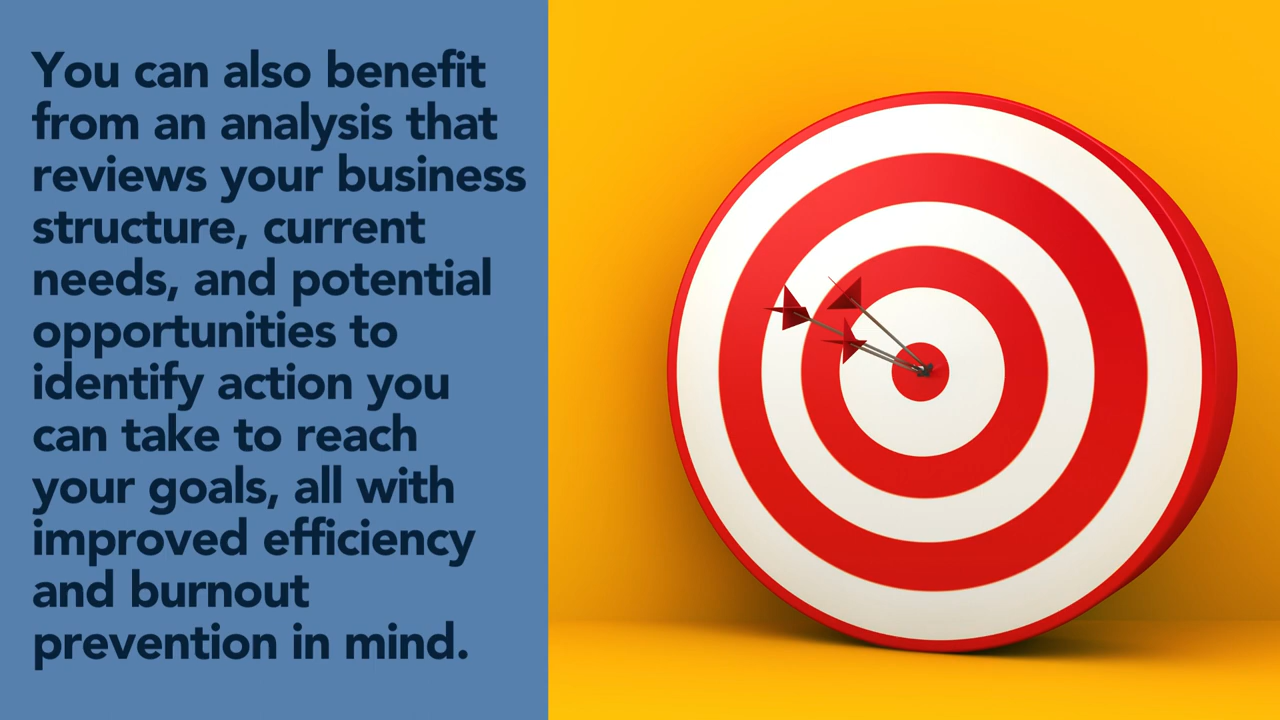 You can also benefit
from an analysis that
reviews your business
structure, current
needs, and potential
opportunities to
identify action you
can take to reach
your goals, all with
improved efficiency
and burnout
prevention in mind.